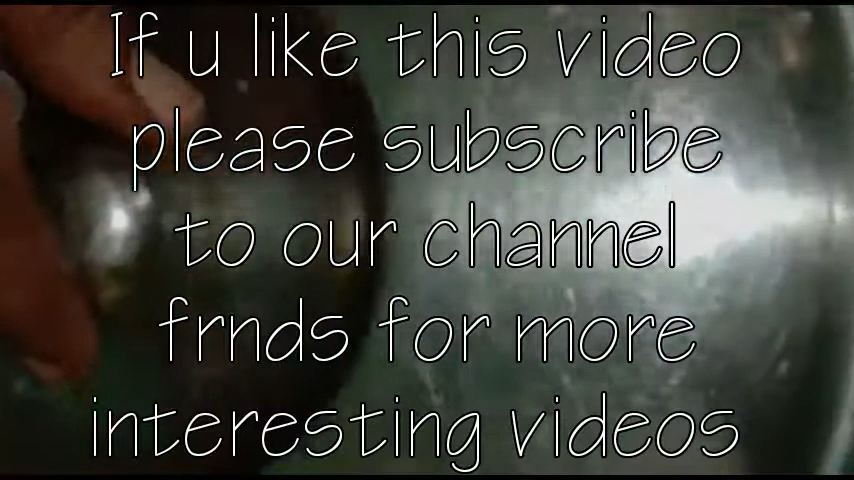 If u like this video
please subscribe
to our channel
frnds for more
interesting videos